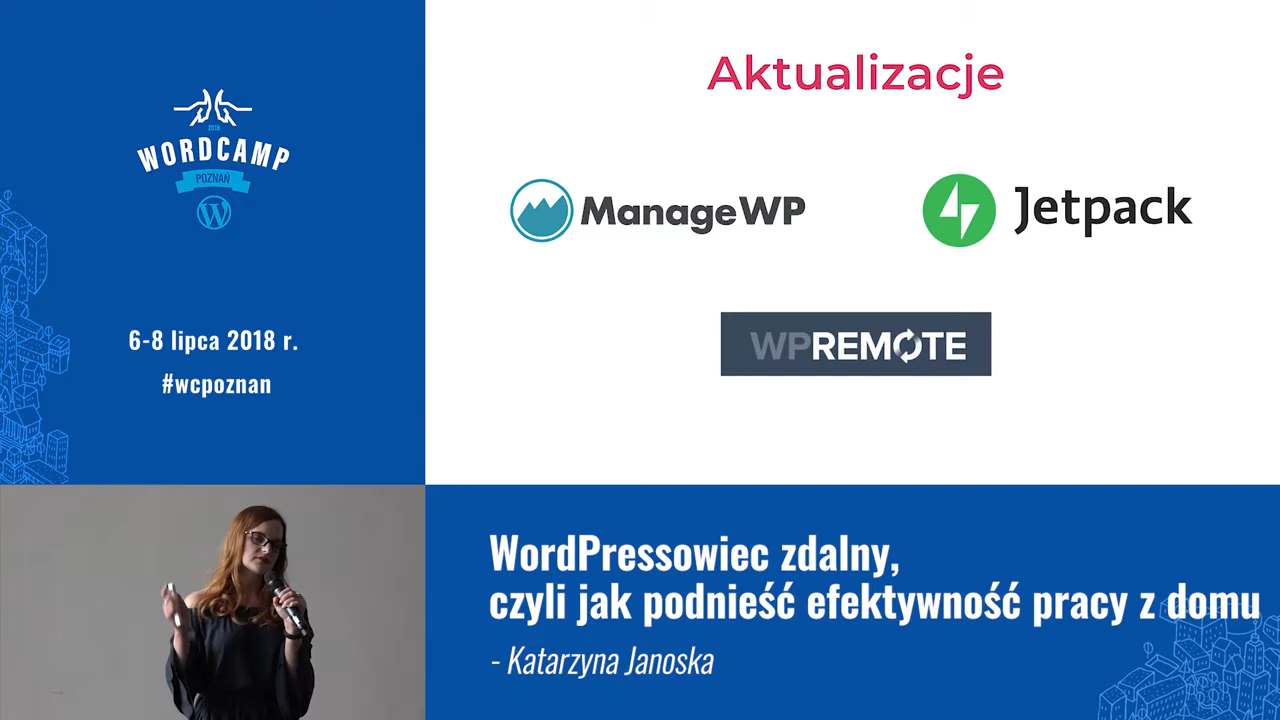 2018
WORDCAMP
POZNAŃ
6-8 lipca 2018 r.
#wcpoznan
Aktualizacje
ManageWP
Jetpack
WPREMOTE
WordPressowiec zdalny,
czyli jak podnieść efektywność pracy z domu
- Katarzyna Janoska